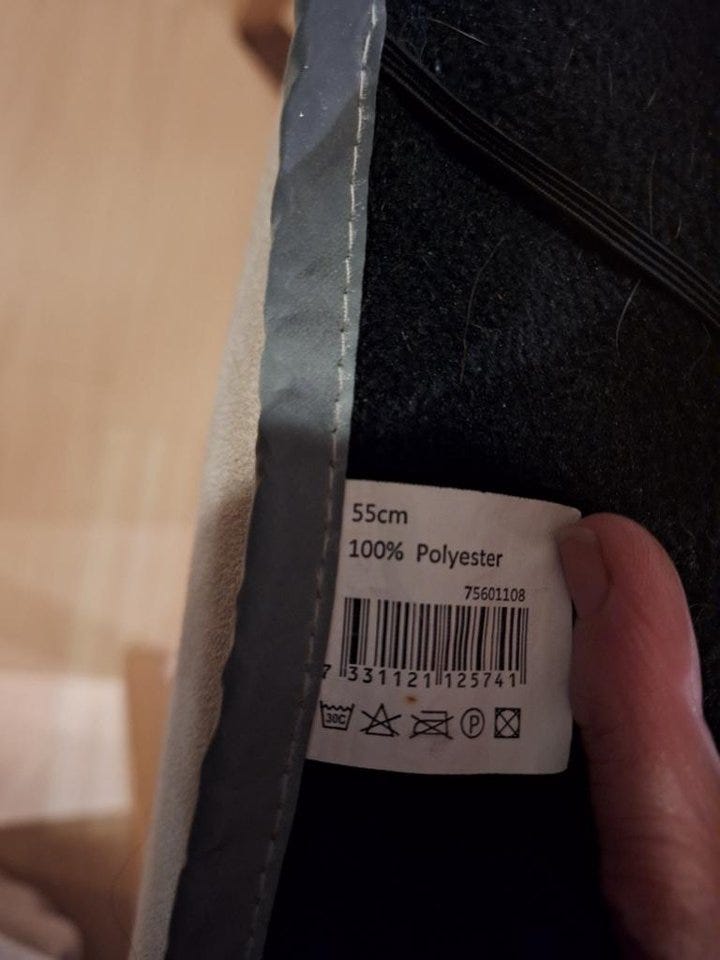 55cm
100% Polyester
75601108
7 331121 125741
30C
P